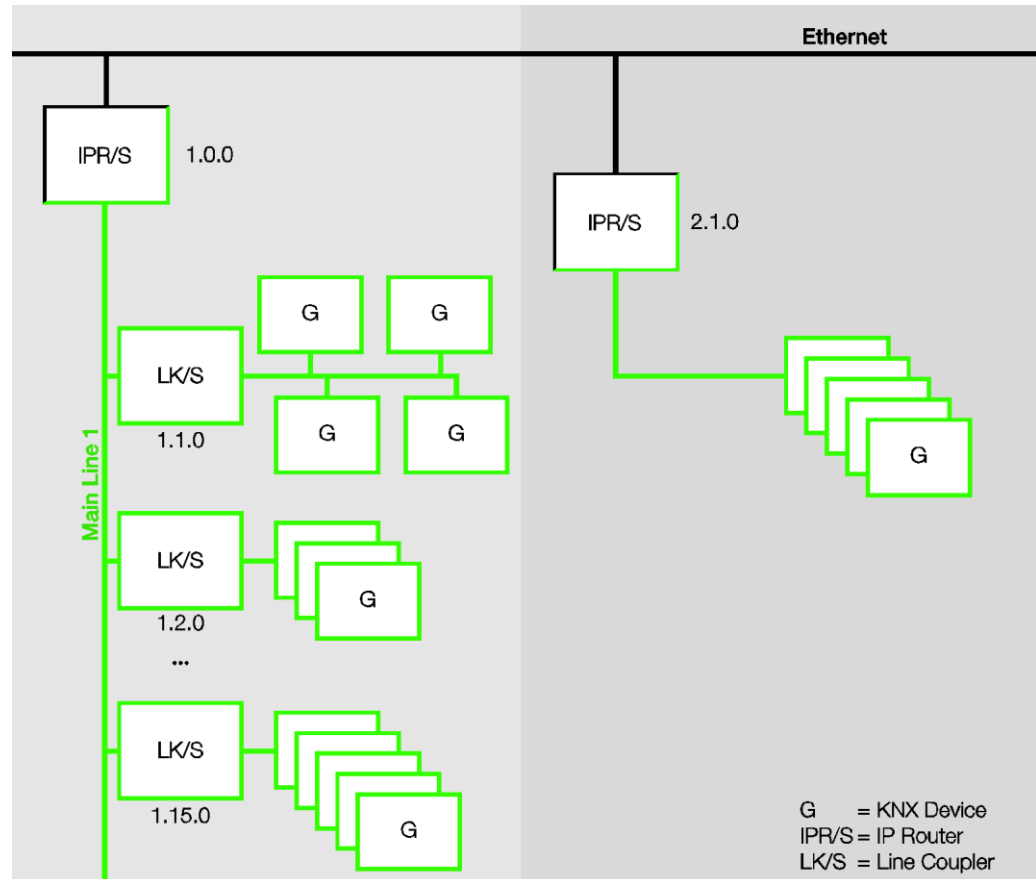 Ethernet
IPR/S
1.0.0
IPR/S
2.1.0
G
G
LK/S
G
G
1.1.0
G
Main Line 1
LK/S
G
1.2.0
...
LK/S
G
1.15.0
G = KNX Device
IPR/S = IP Router
LK/S = Line Coupler